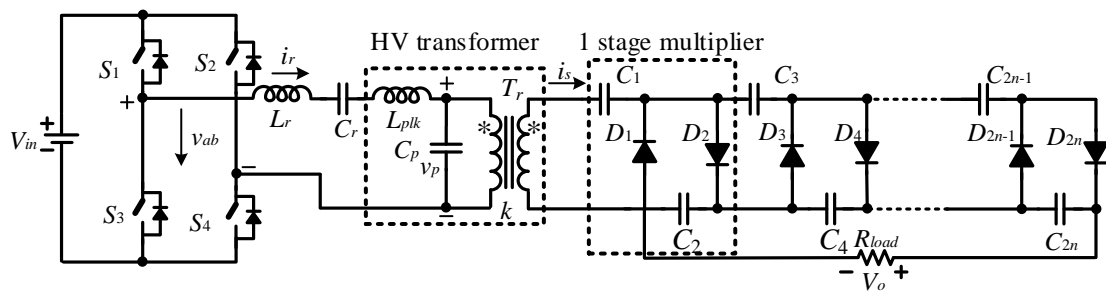 HV transformer
1 stage multiplier
S1
S2
ir
+
Lr
Cr
Lplk
+
Cp
vp
−
Tr
*
*
k
is
C1
C3
C2n-1
D1
D2
D3
D4
D2n-1
D2n
Vin
+
−
vab
−
S3
S4
C2
C4
C2n
Rload
−
Vo
+